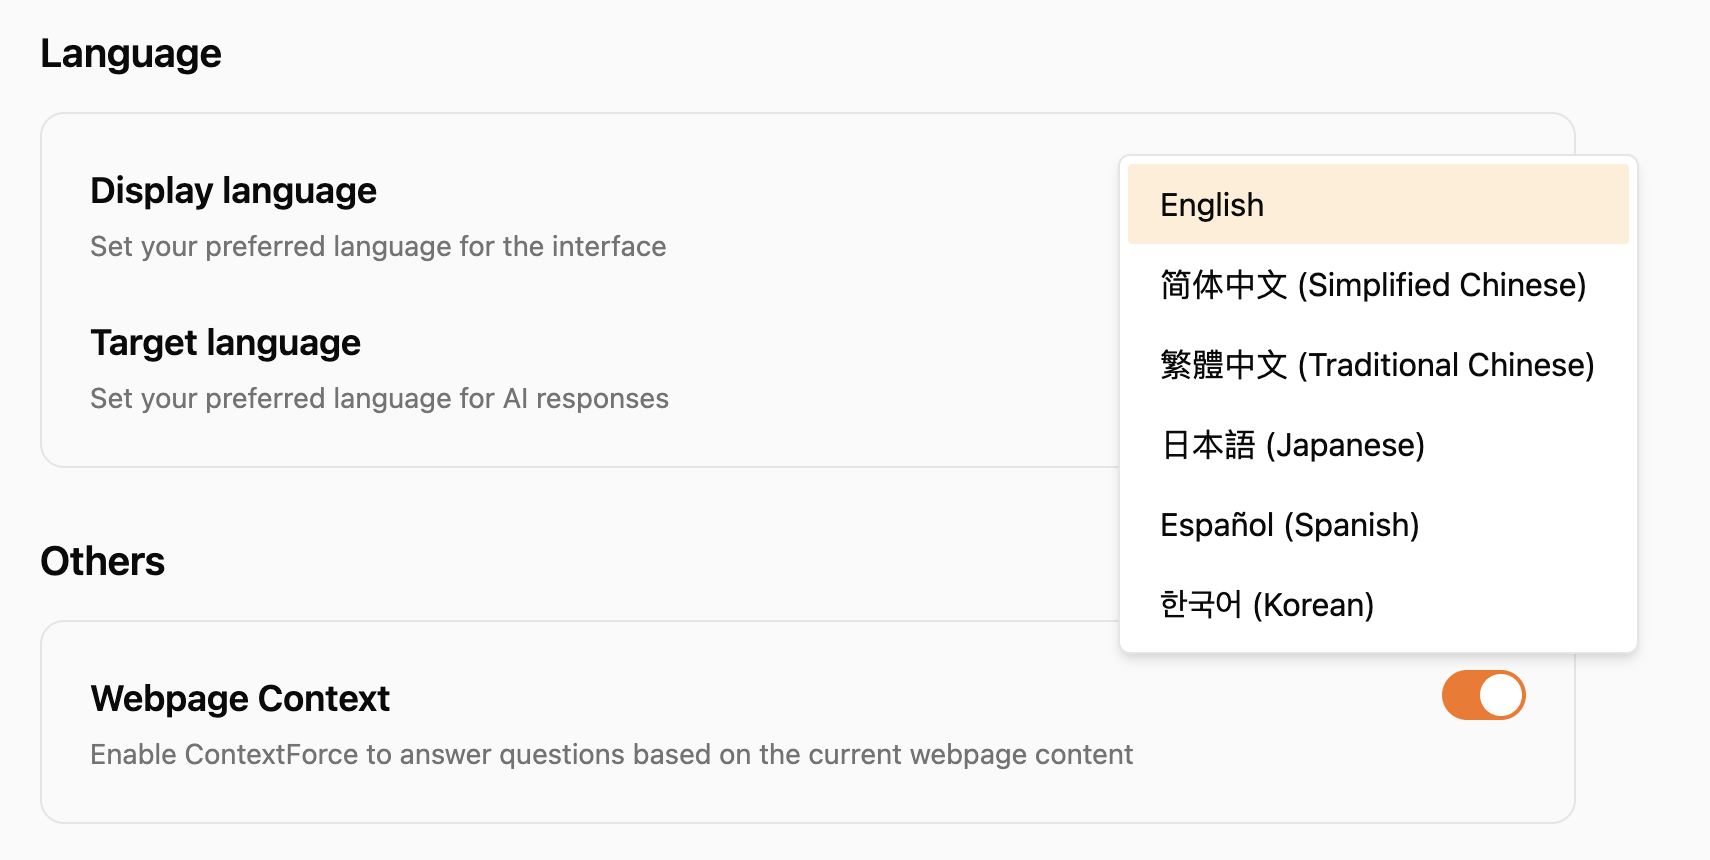 Language
Display language
Set your preferred language for the interface
Target language
Set your preferred language for AI responses
English
简体中文 (Simplified Chinese)
繁體中文 (Traditional Chinese)
日本語 (Japanese)
Español (Spanish)
한국어 (Korean)
Others
Webpage Context
Enable ContextForce to answer questions based on the current webpage content